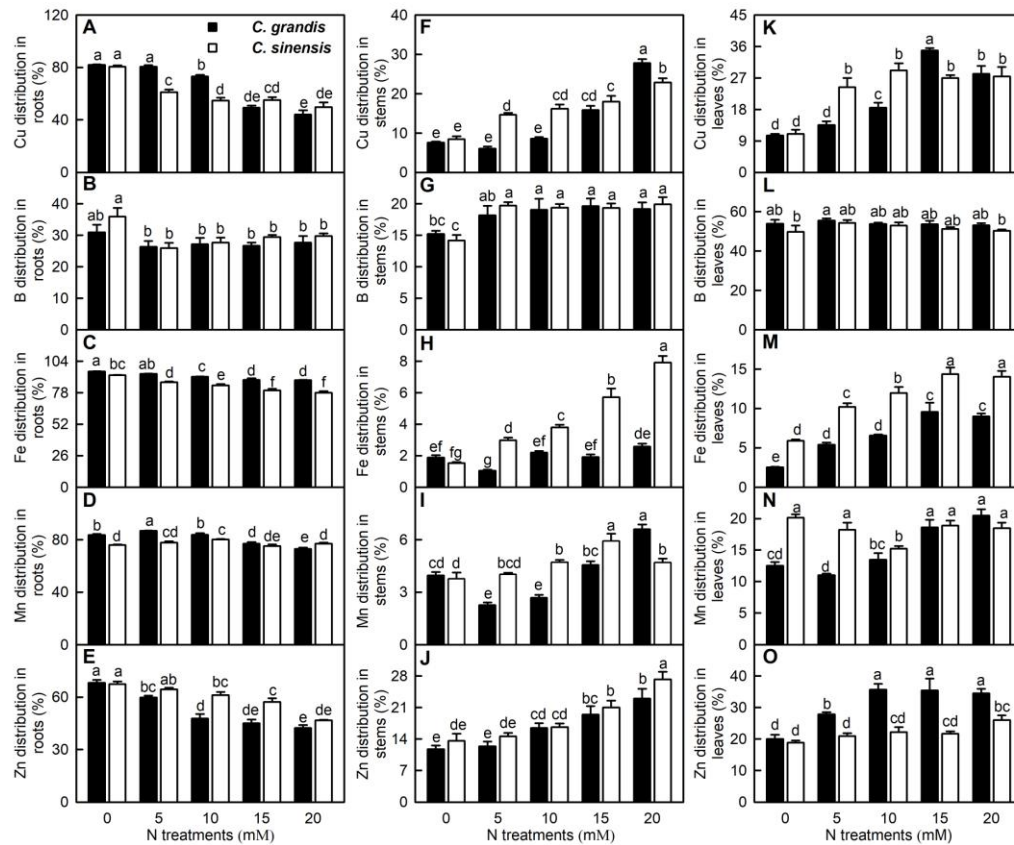 A
C. grandis
C. sinensis
Cu distribution in
roots (%)
120
80
40
0
a a a c b d de cd e de
F
Cu distribution in
stems (%)
40
30
20
10
0
e e e d e cd cd c a b
K
Cu distribution in
leaves (%)
45
36
27
18
9
0
d d d b c b a b b b
B
B distribution in
roots (%)
40
30
20
10
0
ab a b b b b b b b b
G
B distribution in
stems (%)
20
15
10
5
0
bc c ab a a a a a a a
L
B distribution in
leaves (%)
60
40
20
0
ab b a ab ab ab ab ab ab b
C
Fe distribution in
roots (%)
104
78
52
26
0
a bc ab d c e d f d f
H
Fe distribution in
stems (%)
8
6
4
2
0
ef fg g d ef c ef b de a
M
Fe distribution in
leaves (%)
15
10
5
0
e d d c d b c a c a
D
Mn distribution in
roots (%)
80
40
0
b d a cd b c d de e d
I
Mn distribution in
stems (%)
6
3
0
cd d e bcd e b bc a a b
N
Mn distribution in
leaves (%)
20
15
10
5
0
cd a d a bc b a a a a
E
Zn distribution in
roots (%)
60
30
0
a a bc ab d bc de c e de
J
Zn distribution in
stems (%)
28
21
14
7
0
e de e de cd cd bc b b a
O
Zn distribution in
leaves (%)
40
30
20
10
0
d d b d a cd a cd a bc
0 5 10 15 20
N treatments (mM)
0 5 10 15 20
N treatments (mM)
0 5 10 15 20
N treatments (mM)